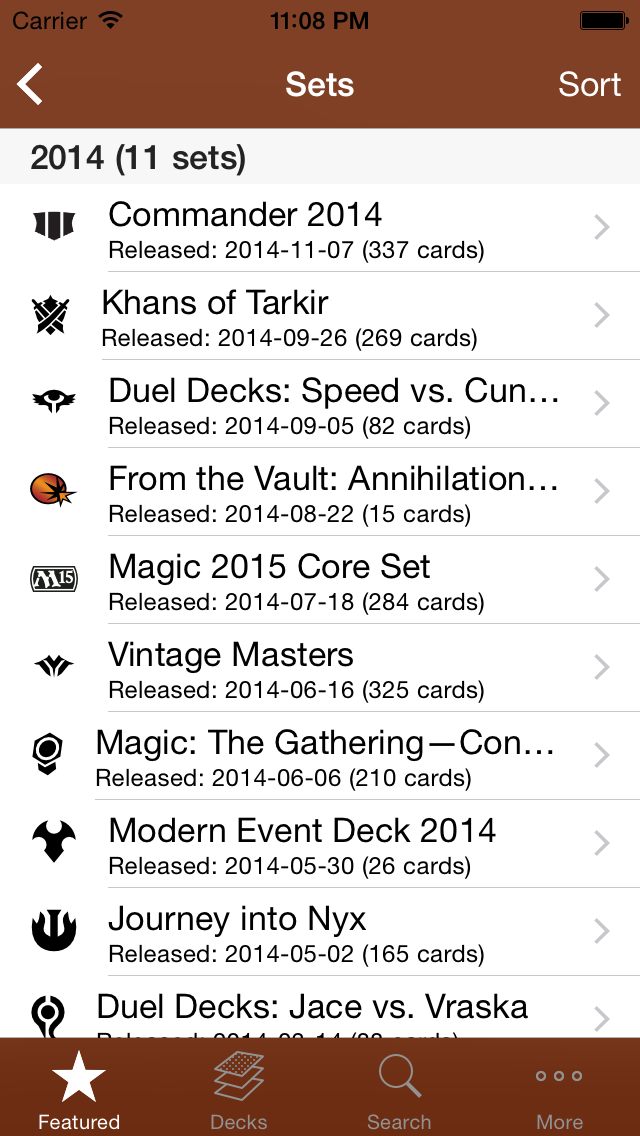 Carrier 11:08 PM
Sets Sort
2014 (11 sets)
Commander 2014
Released: 2014-11-07 (337 cards)
Khans of Tarkir
Released: 2014-09-26 (269 cards)
Duel Decks: Speed vs. Cun…
Released: 2014-09-05 (82 cards)
From the Vault: Annihilation…
Released: 2014-08-22 (15 cards)
M15
Magic 2015 Core Set
Released: 2014-07-18 (284 cards)
Vintage Masters
Released: 2014-06-16 (325 cards)
Magic: The Gathering—Con…
Released: 2014-06-06 (210 cards)
Modern Event Deck 2014
Released: 2014-05-30 (26 cards)
Journey into Nyx
Released: 2014-05-02 (165 cards)
Duel Decks: Jace vs. Vraska
Featured Decks Search More